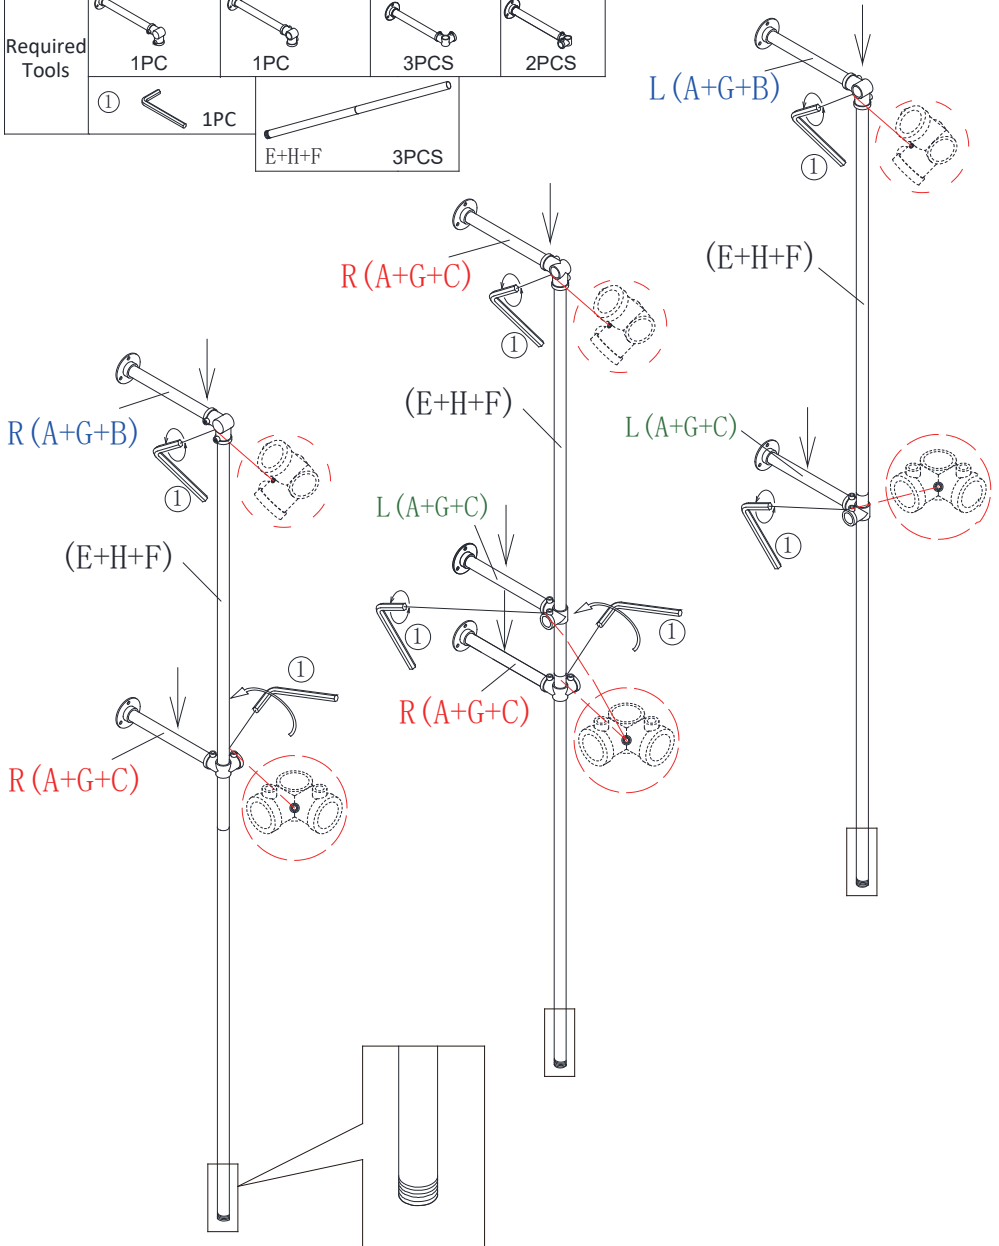 Required
Tools
1PC
1PC
3PCS
2PCS
① 1PC
E+H+F 3PCS
L(A+G+B)
①
(E+H+F)
R(A+G+C)
①
(E+H+F)
L(A+G+C)
①
R(A+G+B)
①
(E+H+F)
L(A+G+C)
①
①
R(A+G+C)
①
R(A+G+C)